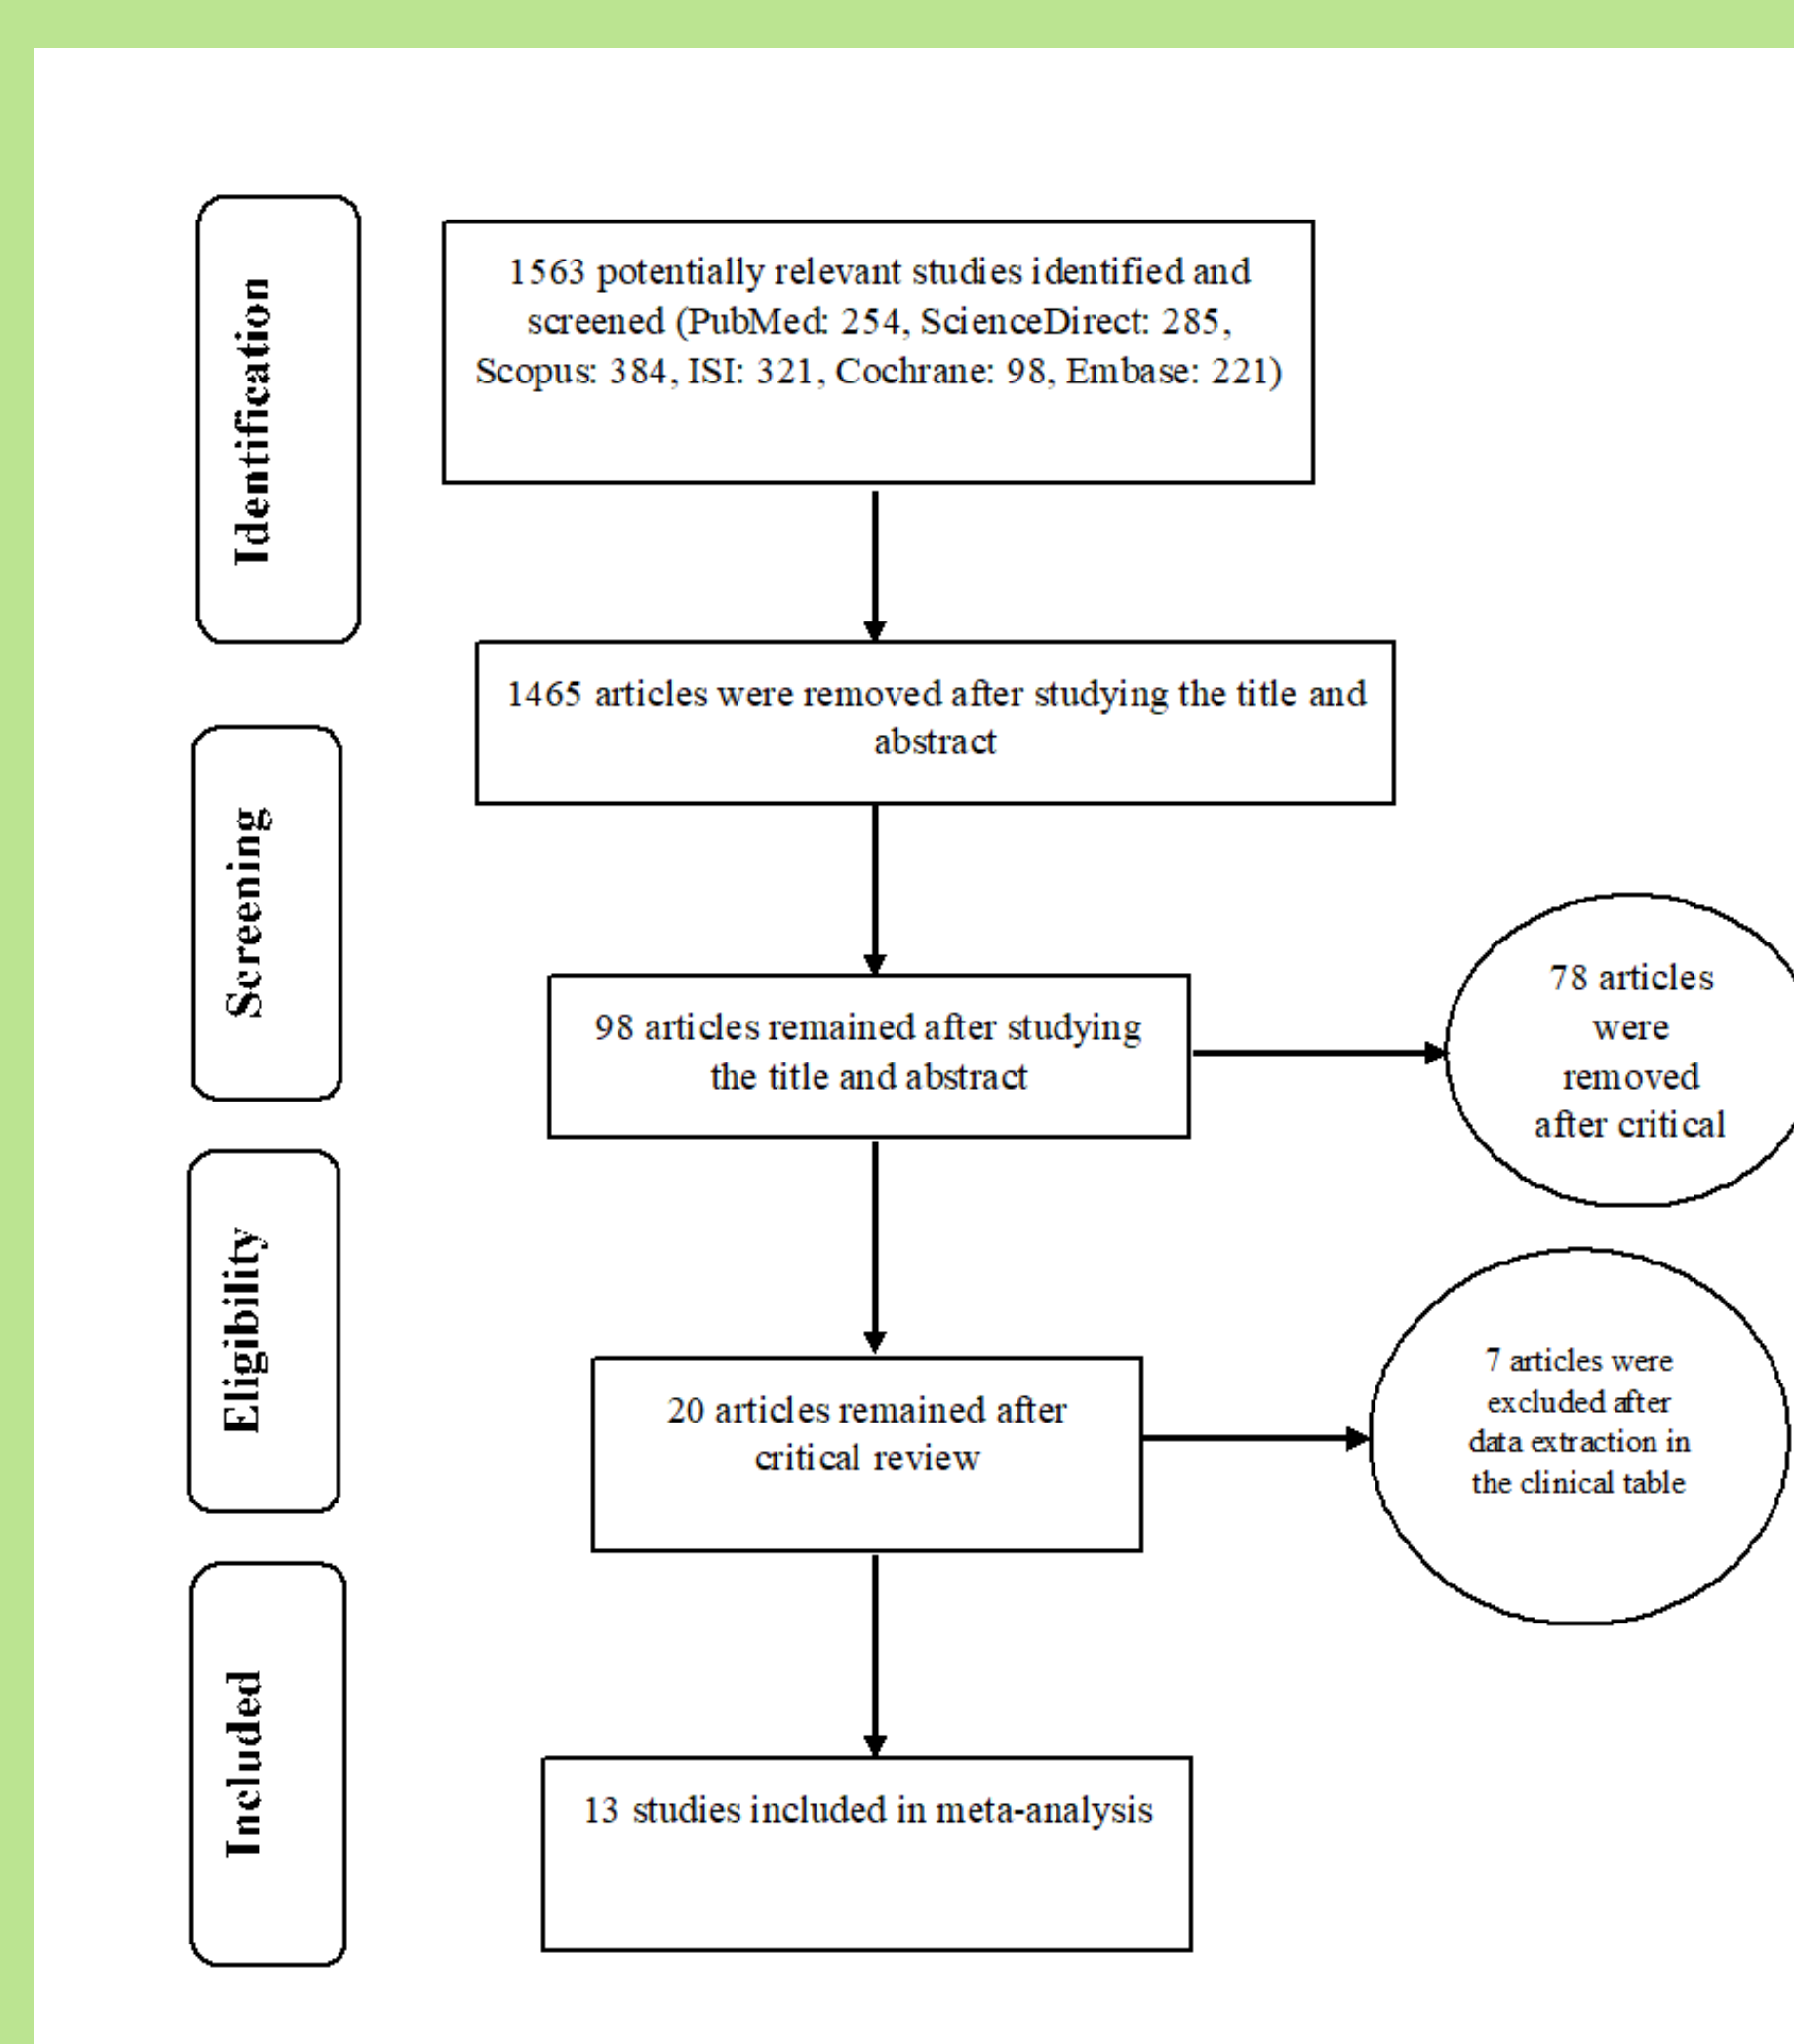 Identification
1563 potentially relevant studies identified and
screened (PubMed: 254, ScienceDirect: 285,
Scopus: 384, ISI: 321, Cochrane: 98, Embase: 221)
1465 articles were removed after studying the title and
abstract
Screening
98 articles remained after studying
the title and abstract
78 articles
were
removed
after critical
Eligibility
20 articles remained after
critical review
7 articles were
excluded after
data extraction in
the clinical table
Included
13 studies included in meta-analysis